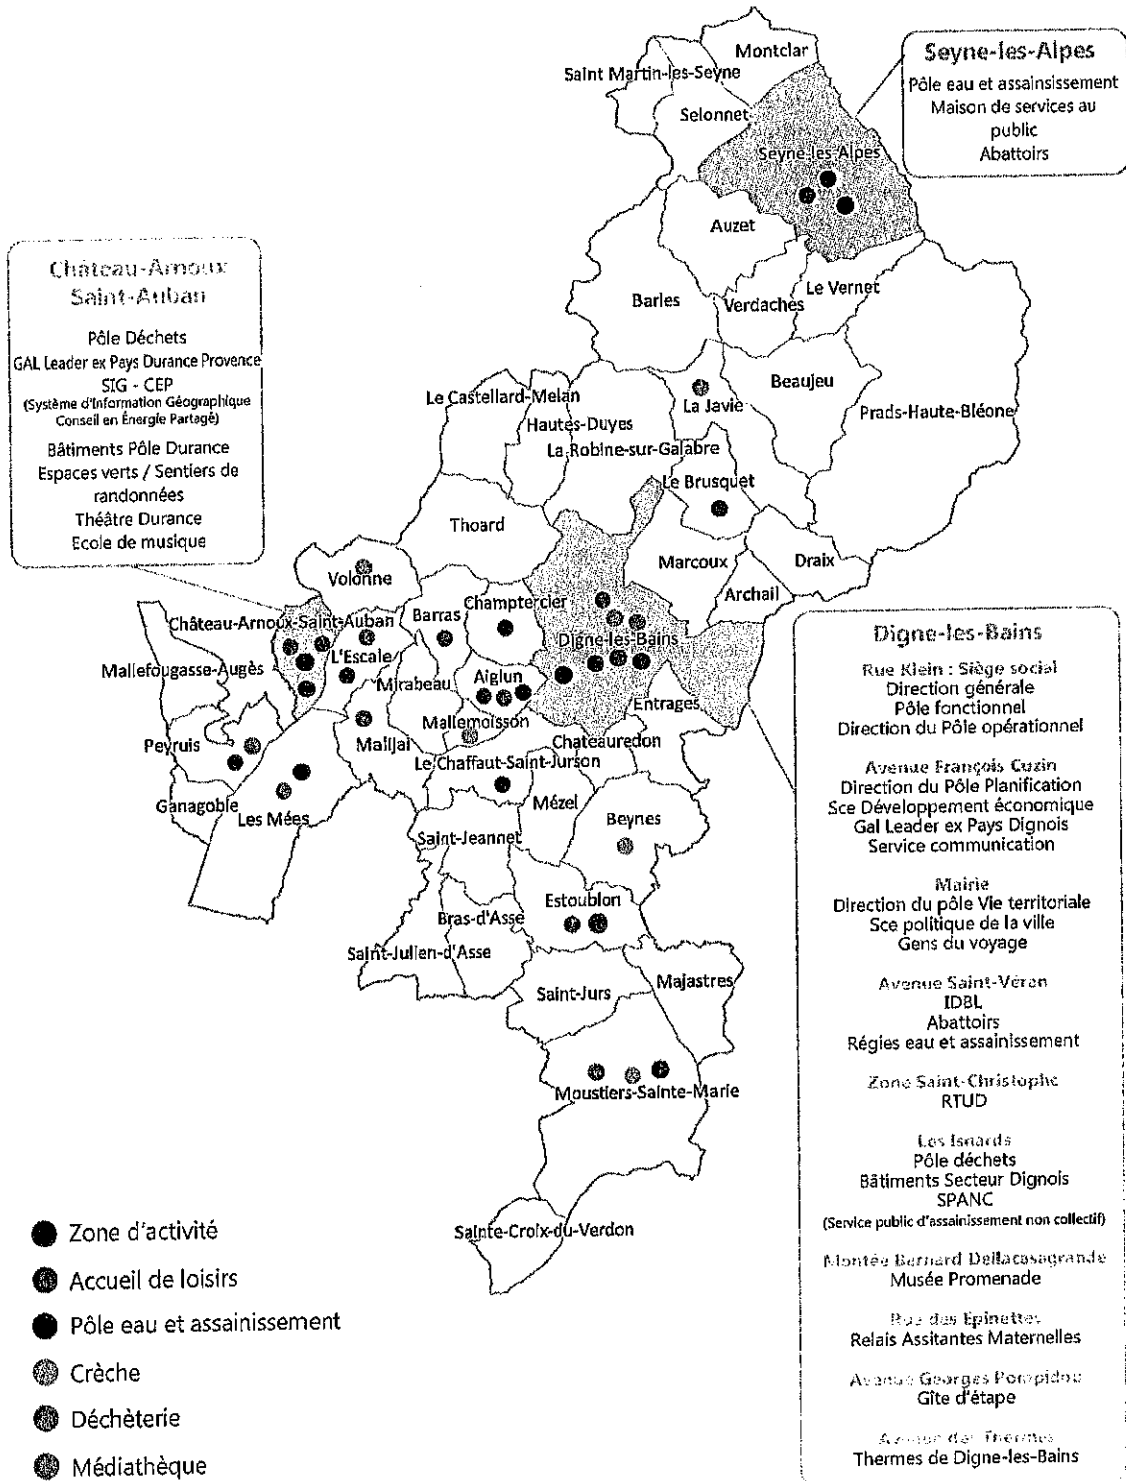 Montclar
Saint Martin-les-Seyne
Selonnet
Seyne-les-Alpes
Auzet
Barles
Verdaches
Le Vernet
Beaujeu
Prads-Haute-Bléone
La Javie
Le Castellard-Melan
Hautes-Duyes
La Robine-sur-Galabre
Le Brusquet
Thoard
Marcoux
Draix
Archail
Volonne
Château-Arnoux-Saint-Auban
Barras
Champtercier
Digne-les-Bains
Mallefougasse-Augès
L'Escale
Mirabeau
Aiglun
Entrages
Mallemoisson
Peyruis
Malijai
Chateauredon
Le Chaffaut-Saint-Jurson
Ganagoble
Les Mées
Mézel
Beynes
Saint-Jeannet
Estoublon
Bras-d'Asse
Saint-Julien-d'Asse
Majastres
Saint-Jurs
Moustiers-Sainte-Marie
Sainte-Croix-du-Verdon
Seyne-les-Alpes
Pôle eau et assainsissement
Maison de services au
public
Abattoirs
Château-Arnoux
Saint-Auban
Pôle Déchets
GAL Leader ex Pays Durance Provence
SIG - CEP
(Système d'Information Géographique
Conseil en Énergie Partagé)
Bâtiments Pôle Durance
Espaces verts / Sentiers de
randonnées
Théâtre Durance
Ecole de musique
Digne-les-Bains
Rue Klein : Siège social
Direction générale
Pôle fonctionnel
Direction du Pôle opérationnel
Avenue François Cuzin
Direction du Pôle Planification
Sce Développement économique
Gal Leader ex Pays Dignois
Service communication
Mairie
Direction du pôle Vie territoriale
Sce politique de la ville
Gens du voyage
Avenue Saint-Véran
IDBL
Abattoirs
Régies eau et assainissement
Zone Saint-Christophe
RTUD
Les Isnards
Pôle déchets
Bâtiments Secteur Dignois
SPANC
(Service public d'assainissement non collectif)
Montée Bernard Dellacasagrande
Musée Promenade
Rue des Epinettes
Relais Assitantes Maternelles
Avenue Georges Pompidou
Gîte d'étape
Avenue des Thermes
Thermes de Digne-les-Bains
Zone d'activité
Accueil de loisirs
Pôle eau et assainissement
Crèche
Déchèterie
Médiathèque